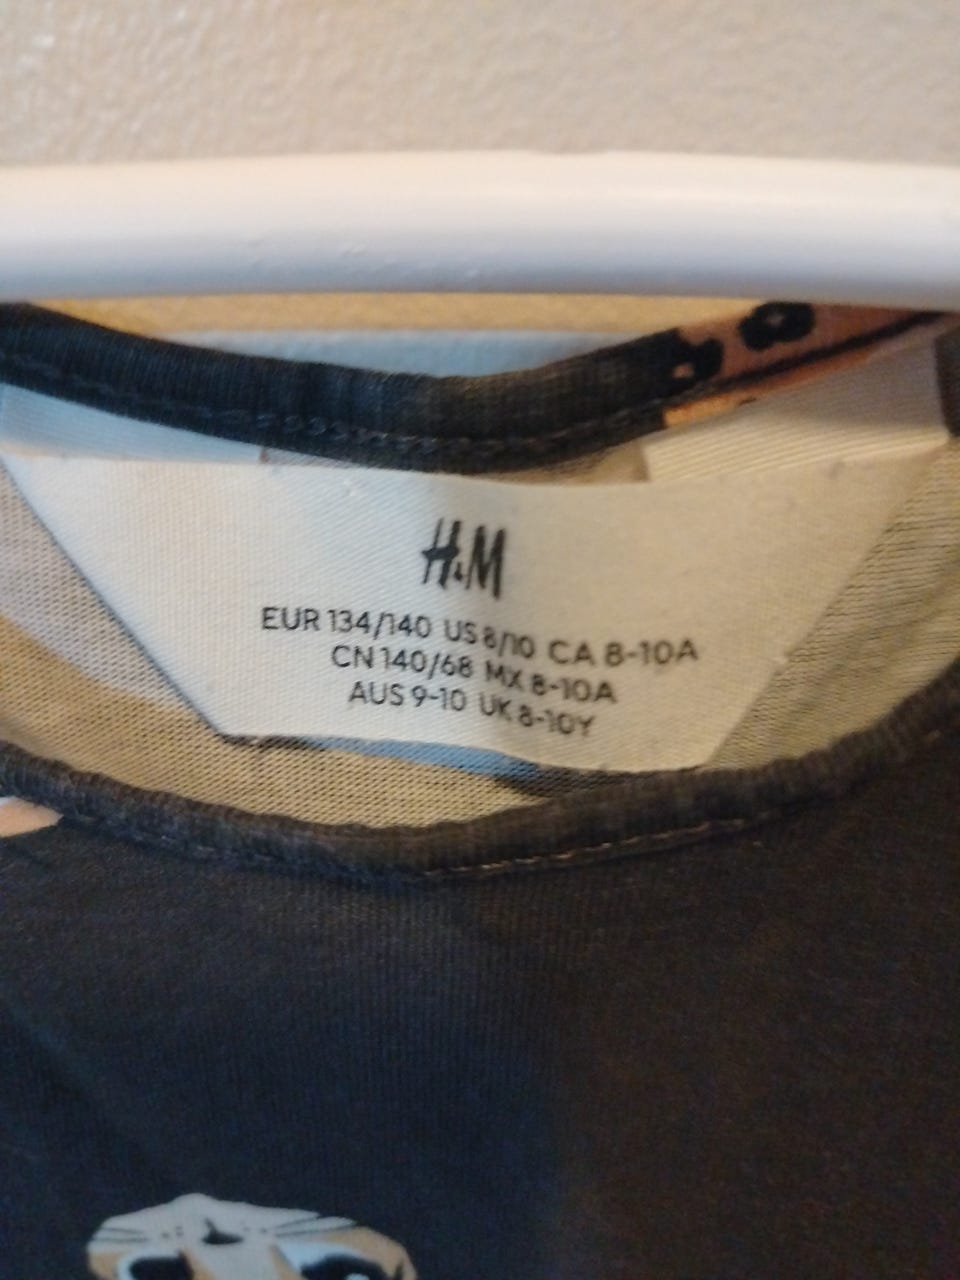 H&M
EUR 134/140 US 8/10 CA 8-10A
CN 140/68 MX 8-10A
AUS 9-10 UK 8-10Y